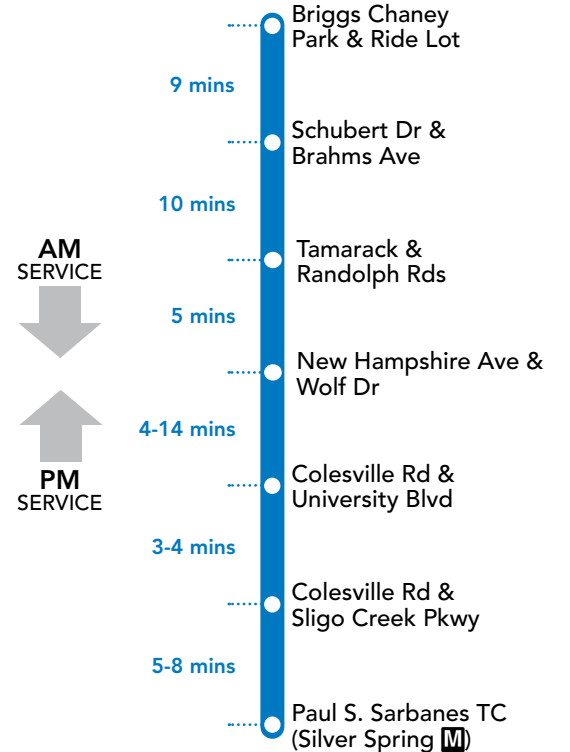 Briggs Chaney
Park & Ride Lot
9 mins
Schubert Dr &
Brahms Ave
10 mins
AM
SERVICE
Tamarack &
Randolph Rds
5 mins
New Hampshire Ave &
Wolf Dr
4-14 mins
PM
SERVICE
Colesville Rd &
University Blvd
3-4 mins
Colesville Rd &
Sligo Creek Pkwy
5-8 mins
Paul S. Sarbanes TC
(Silver Spring M)